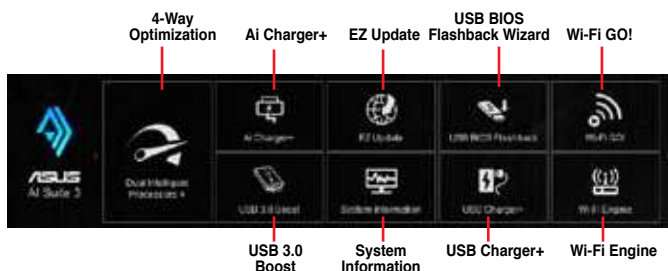 4-Way
Optimization
Ai Charger+
EZ Update
USB BIOS
Flashback Wizard
Wi-Fi GO!
ASUS
AI Suite 3
Dual Intelligent
Processors 4
Ai Charger+
EZ Update
USB BIOS Flashback
Wi-Fi GO!
USB 3.0 Boost
System Information
USB Charger+
Wi-Fi Engine
USB 3.0
Boost
System
Information
USB Charger+
Wi-Fi Engine